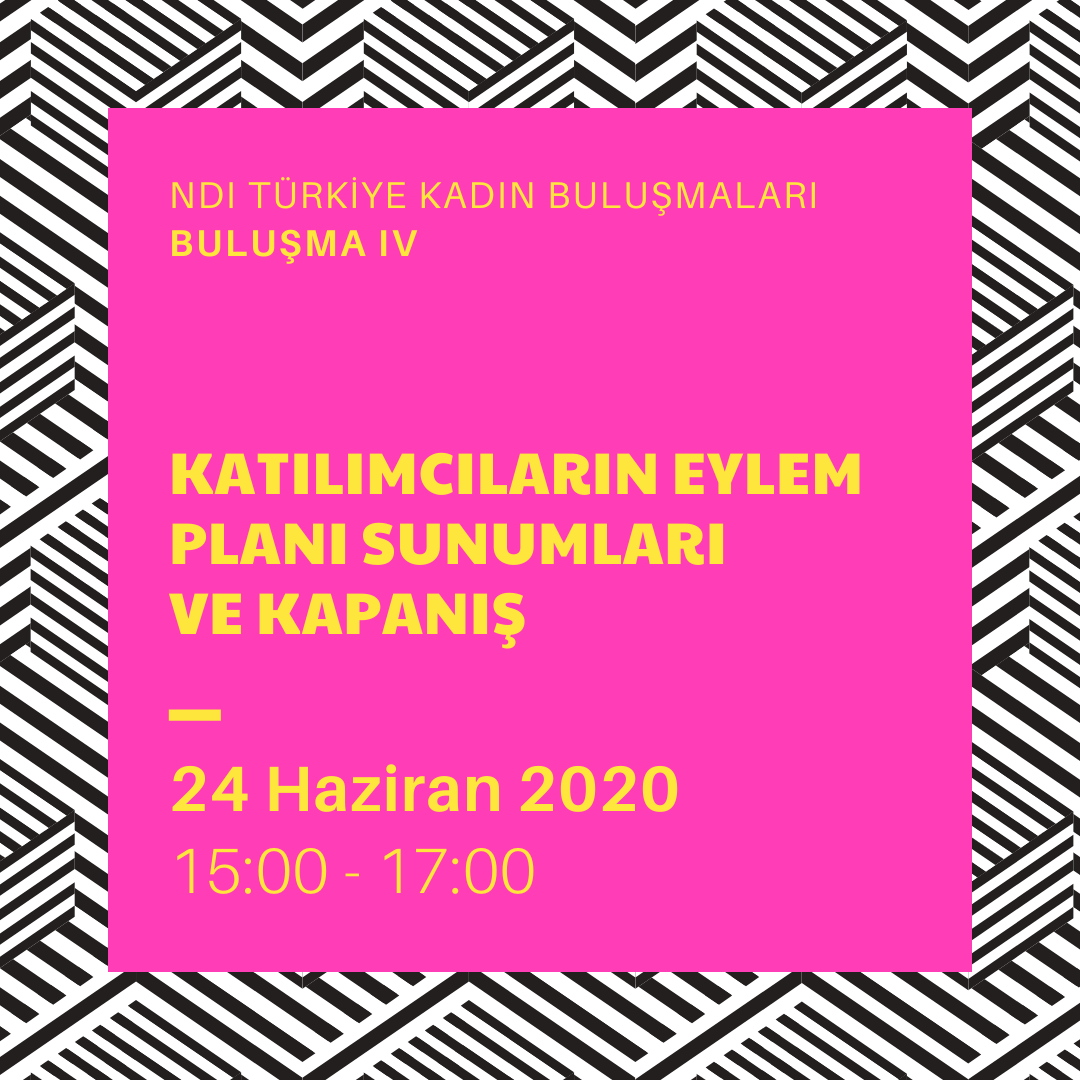 NDI TÜRKİYE KADIN BULUŞMALARI
BULUŞMA IV
KATILIMCILARIN EYLEM
PLANI SUNUMLARI
VE KAPANIŞ
24 Haziran 2020
15:00 - 17:00